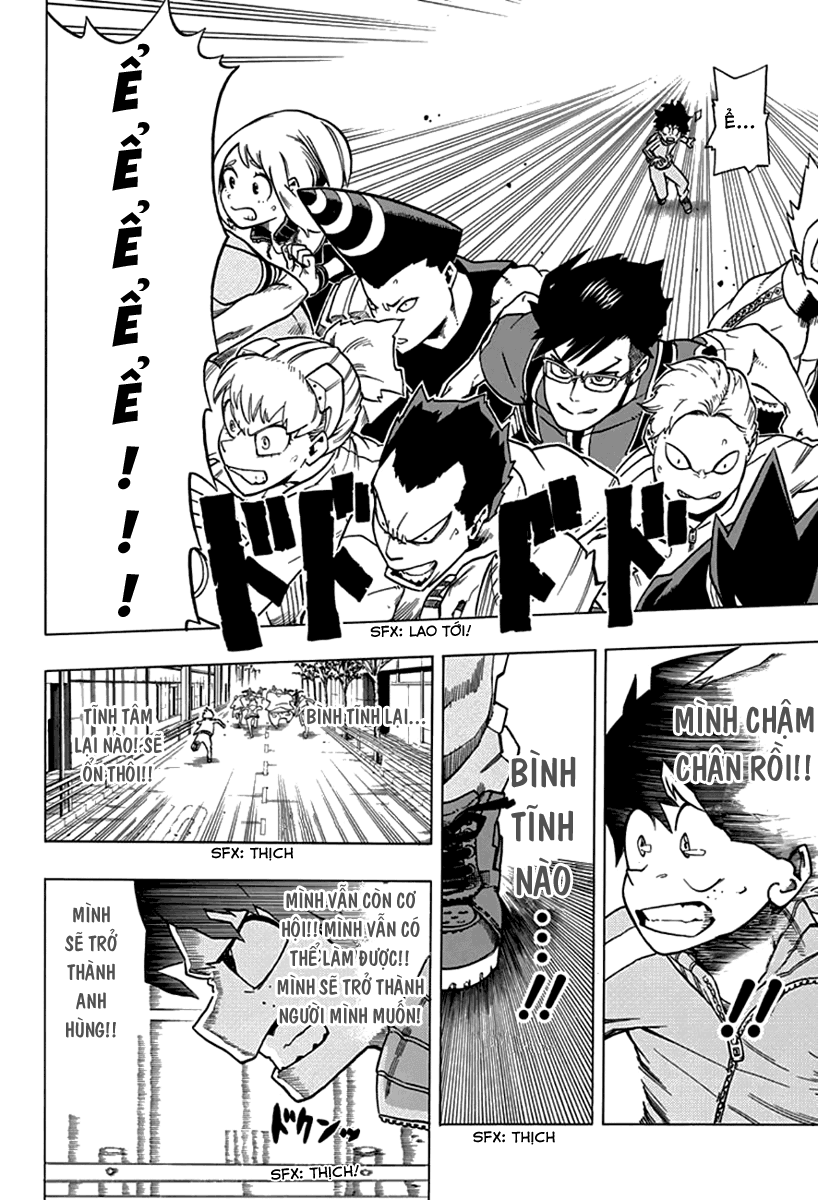 Ể...
Ể
Ể
Ể
Ể
Ể
!
!
!
!
ドドドド
SFX: LAO TỚI!
MÌNH CHẬM
CHÂN RỒI!!
!!
BÌNH
TĨNH
NÀO
...!!
SFX: THỊCH
BÌNH TĨNH LẠI...
TĨNH TÂM
LẠI NÀO! SẼ
ỔN THÔI!!
SFX: THỊCH
MÌNH VẪN CÒN CƠ
HỘI!! MÌNH VẪN CÓ
THỂ LÀM ĐƯỢC!!
MÌNH SẼ TRỞ THÀNH
NGƯỜI MÌNH MUỐN!
MÌNH
SẼ TRỞ
THÀNH
ANH
HÙNG!!
ドクンッ
SFX: THỊCH!